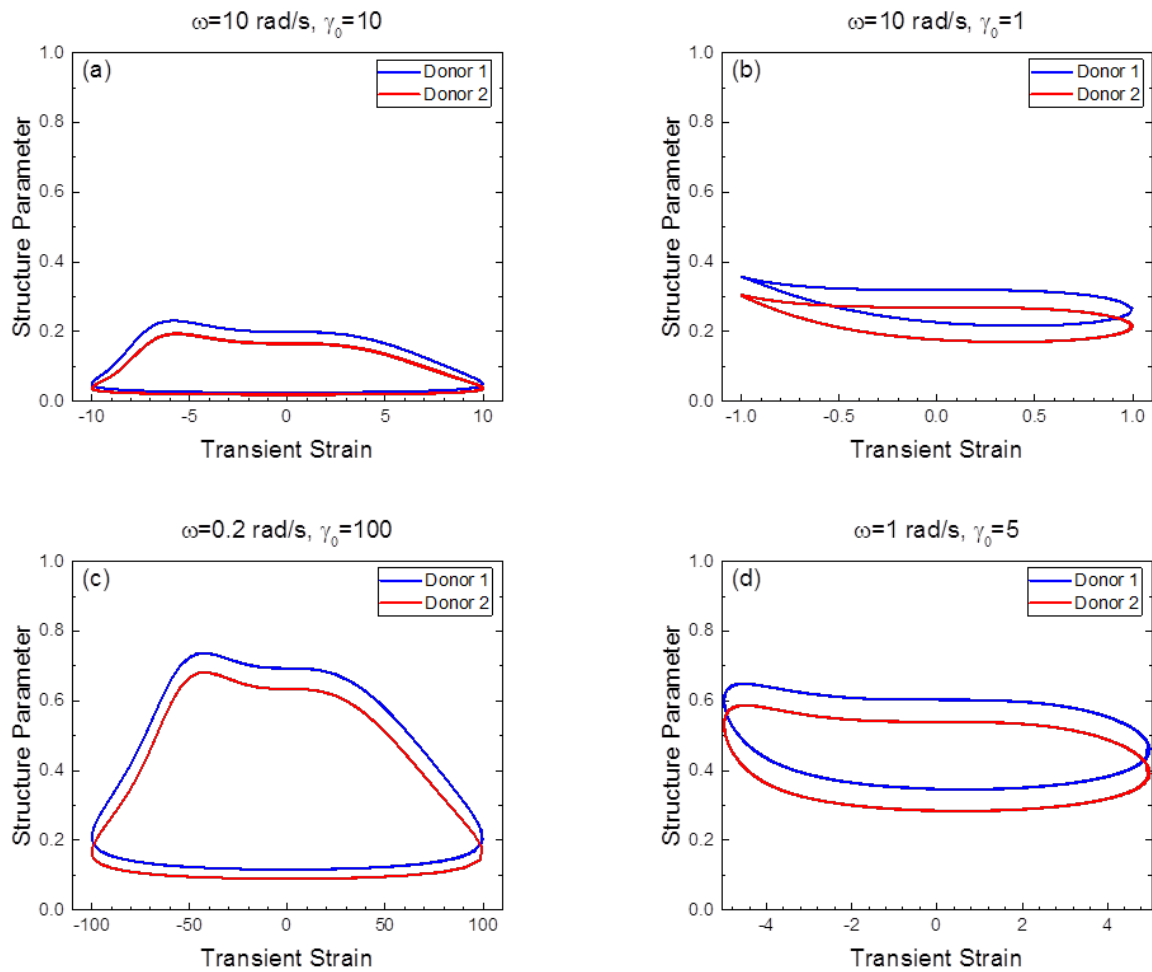 ω=10 rad/s, γ₀=10
(a)
Donor 1
Donor 2
1.0
0.8
0.6
0.4
0.2
0.0
Structure Parameter
-10
-5
0
5
10
Transient Strain
ω=10 rad/s, γ₀=1
(b)
Donor 1
Donor 2
1.0
0.8
0.6
0.4
0.2
0.0
Structure Parameter
-1.0
-0.5
0.0
0.5
1.0
Transient Strain
ω=0.2 rad/s, γ₀=100
(c)
Donor 1
Donor 2
1.0
0.8
0.6
0.4
0.2
0.0
Structure Parameter
-100
-50
0
50
100
Transient Strain
ω=1 rad/s, γ₀=5
(d)
Donor 1
Donor 2
1.0
0.8
0.6
0.4
0.2
0.0
Structure Parameter
-4
-2
0
2
4
Transient Strain